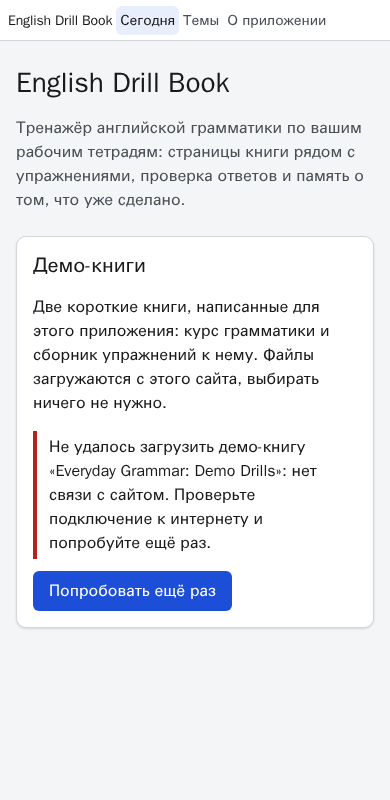 English Drill Book Сегодня Темы О приложении
English Drill Book
Тренажёр английской грамматики по вашим
рабочим тетрадям: страницы книги рядом с
упражнениями, проверка ответов и память о
том, что уже сделано.
Демо-книги
Две короткие книги, написанные для
этого приложения: курс грамматики и
сборник упражнений к нему. Файлы
загружаются с этого сайта, выбирать
ничего не нужно.
Не удалось загрузить демо-книгу
«Everyday Grammar: Demo Drills»: нет
связи с сайтом. Проверьте
подключение к интернету и
попробуйте ещё раз.
Попробовать ещё раз